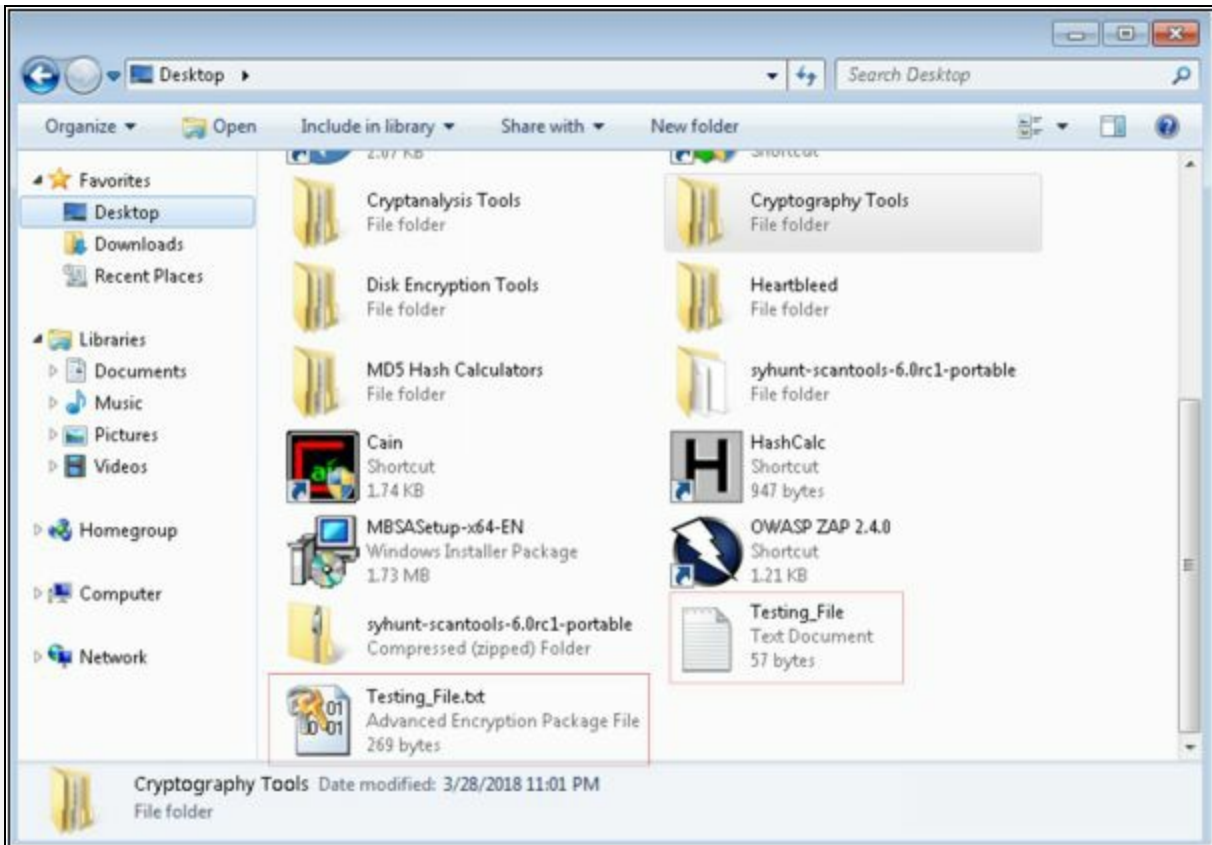 Desktop
Search Desktop
Organize
Open
Include in library
Share with
New folder
Favorites
Desktop
Downloads
Recent Places
Libraries
Documents
Music
Pictures
Videos
Homegroup
Computer
Network
2.07 KB
Shortcut
Cryptanalysis Tools
File folder
Cryptography Tools
File folder
Disk Encryption Tools
File folder
Heartbleed
File folder
MD5 Hash Calculators
File folder
syhunt-scantools-6.0rc1-portable
File folder
Cain
Shortcut
1.74 KB
HashCalc
Shortcut
947 bytes
MBSASetup-x64-EN
Windows Installer Package
1.73 MB
OWASP ZAP 2.4.0
Shortcut
1.21 KB
syhunt-scantools-6.0rc1-portable
Compressed (zipped) Folder
Testing_File
Text Document
57 bytes
Testing_File.txt
Advanced Encryption Package File
269 bytes
Cryptography Tools Date modified: 3/28/2018 11:01 PM
File folder